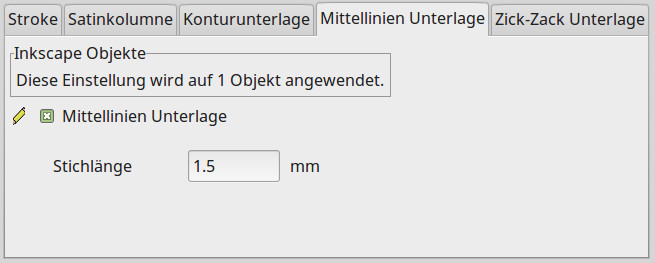 Stroke Satinkolumne Konturunterlage Mittellinien Unterlage Zick-Zack Unterlage
Inkscape Objekte
Diese Einstellung wird auf 1 Objekt angewendet.
Mittellinien Unterlage
Stichlänge 1.5 mm